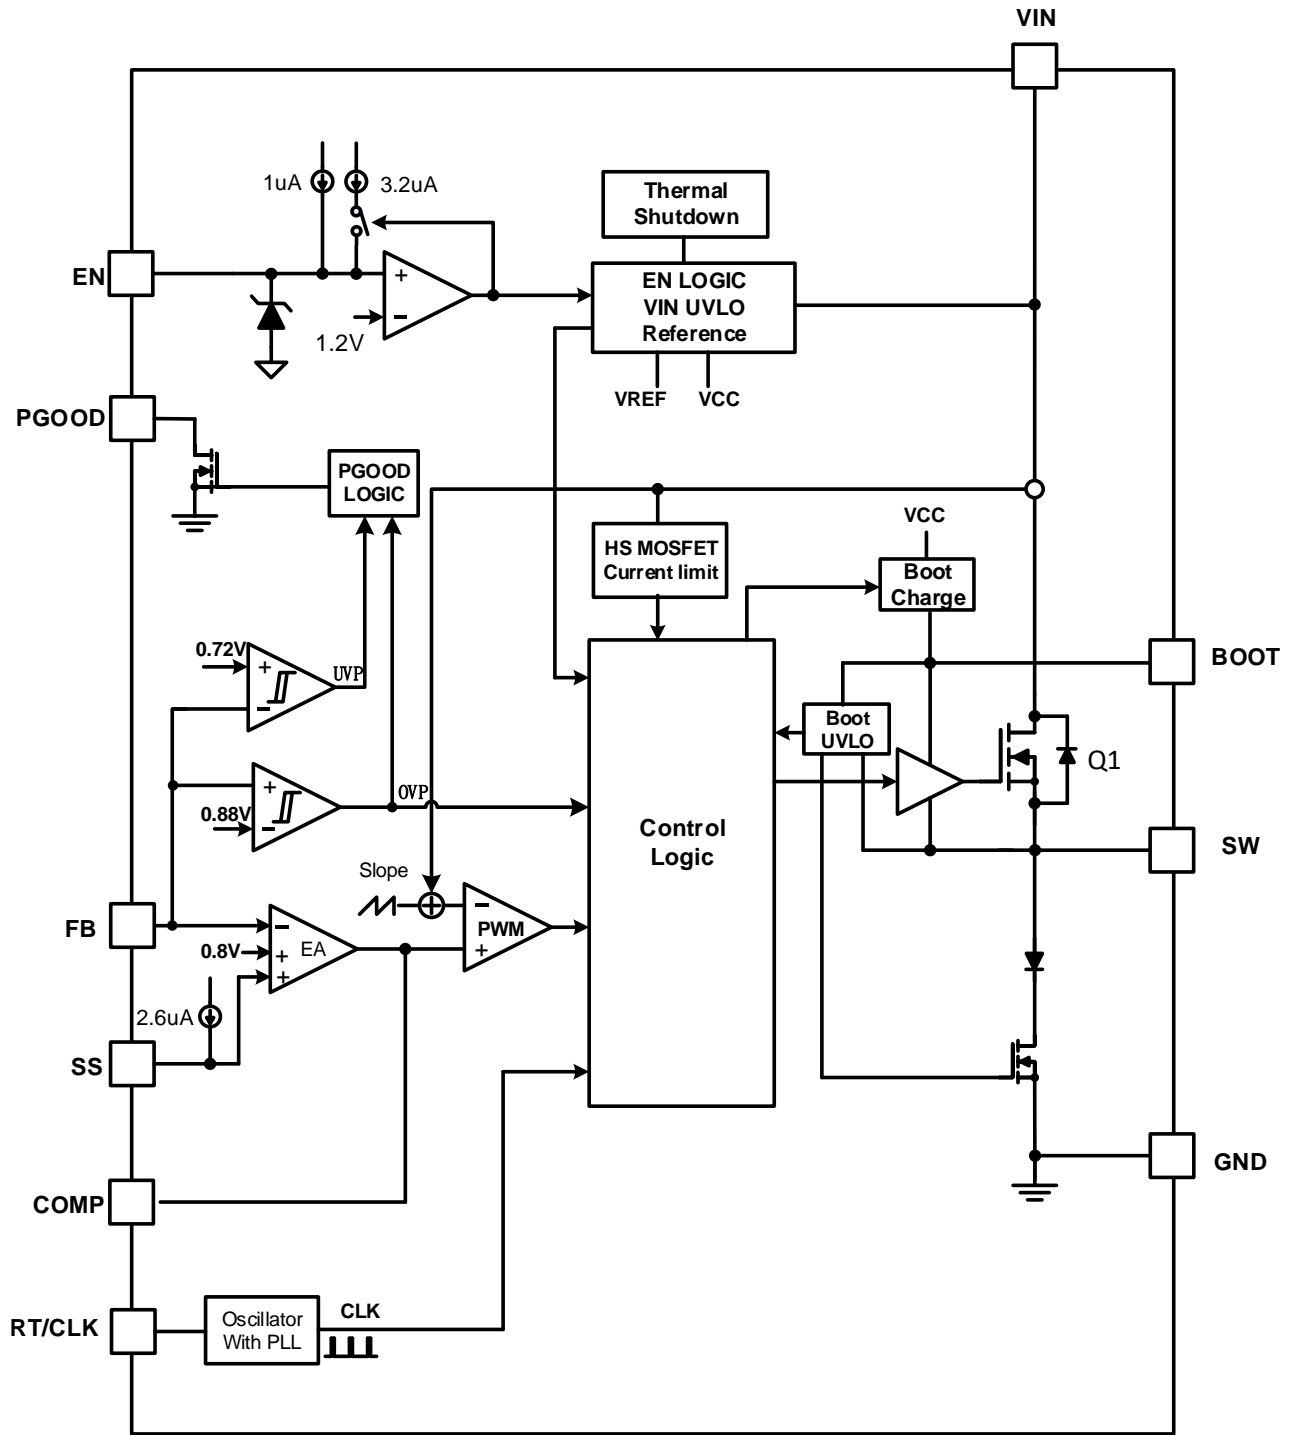 VIN
1uA
3.2uA
Thermal
Shutdown
EN
+
−
1.2V
EN LOGIC
VIN UVLO
Reference
VREF
VCC
PGOOD
PGOOD
LOGIC
HS MOSFET
Current limit
VCC
Boot
Charge
0.72V
+
−
UVP
BOOT
Boot
UVLO
Q1
+
−
0.88V
OVP
Control
Logic
SW
Slope
FB
−
0.8V
+
+
EA
−
+
PWM
2.6uA
SS
GND
COMP
RT/CLK
Oscillator
With PLL
CLK